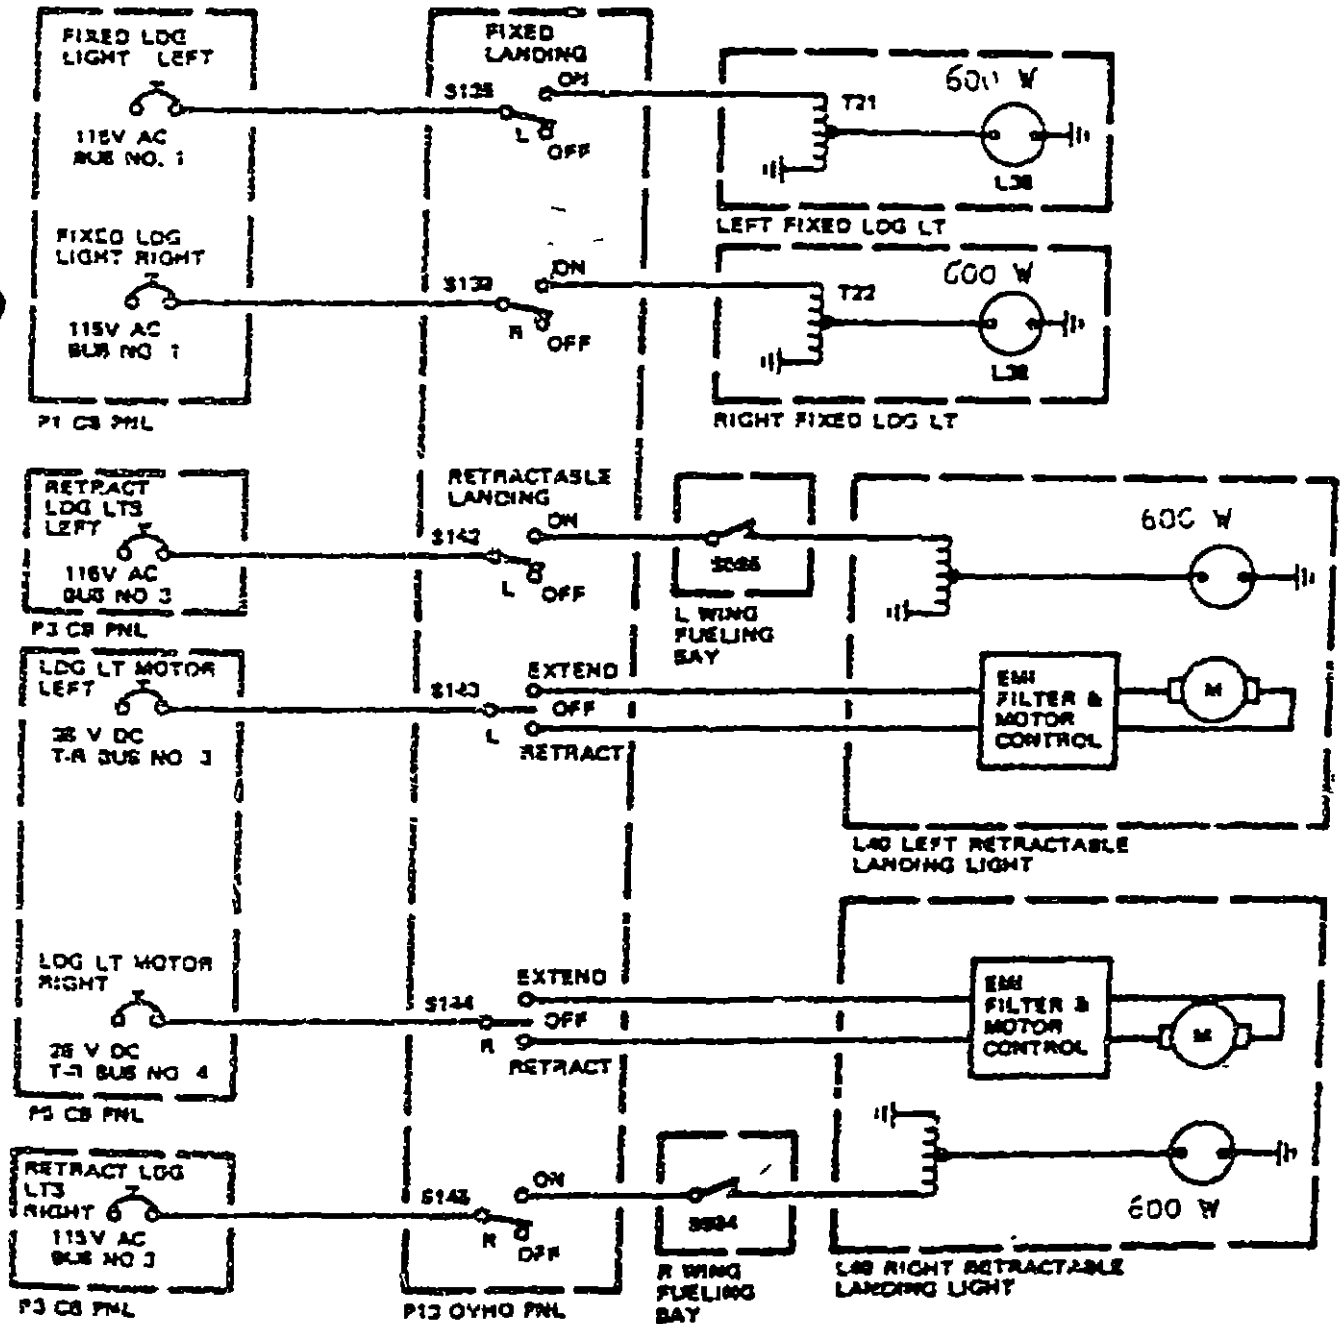 FIXED LDG
LIGHT LEFT
115V AC
BUS NO. 1
FIXED LDG
LIGHT RIGHT
115V AC
BUS NO 1
P1 CB PNL
FIXED
LANDING
ON
L
OFF
ON
R
OFF
600 W
T21
LEFT FIXED LDG LT
600 W
T22
RIGHT FIXED LDG LT
RETRACT
LDG LTS
LEFT
115V AC
BUS NO 3
P3 CB PNL
RETRACTABLE
LANDING
S142
ON
L
OFF
L WING
FUELING
BAY
600 W
LDG LT MOTOR
LEFT
28 V DC
T-R BUS NO 3
S143
EXTEND
OFF
L
RETRACT
EMI
FILTER &
MOTOR
CONTROL
M
L40 LEFT RETRACTABLE
LANDING LIGHT
LDG LT MOTOR
RIGHT
28 V DC
T-R BUS NO 4
P5 CB PNL
S144
EXTEND
OFF
R
RETRACT
EMI
FILTER &
MOTOR
CONTROL
M
RETRACT LDG
LTS
RIGHT
115V AC
BUS NO 3
P3 CB PNL
S145
ON
R
OFF
P13 OVHD PNL
R WING
FUELING
BAY
600 W
RIGHT RETRACTABLE
LANDING LIGHT